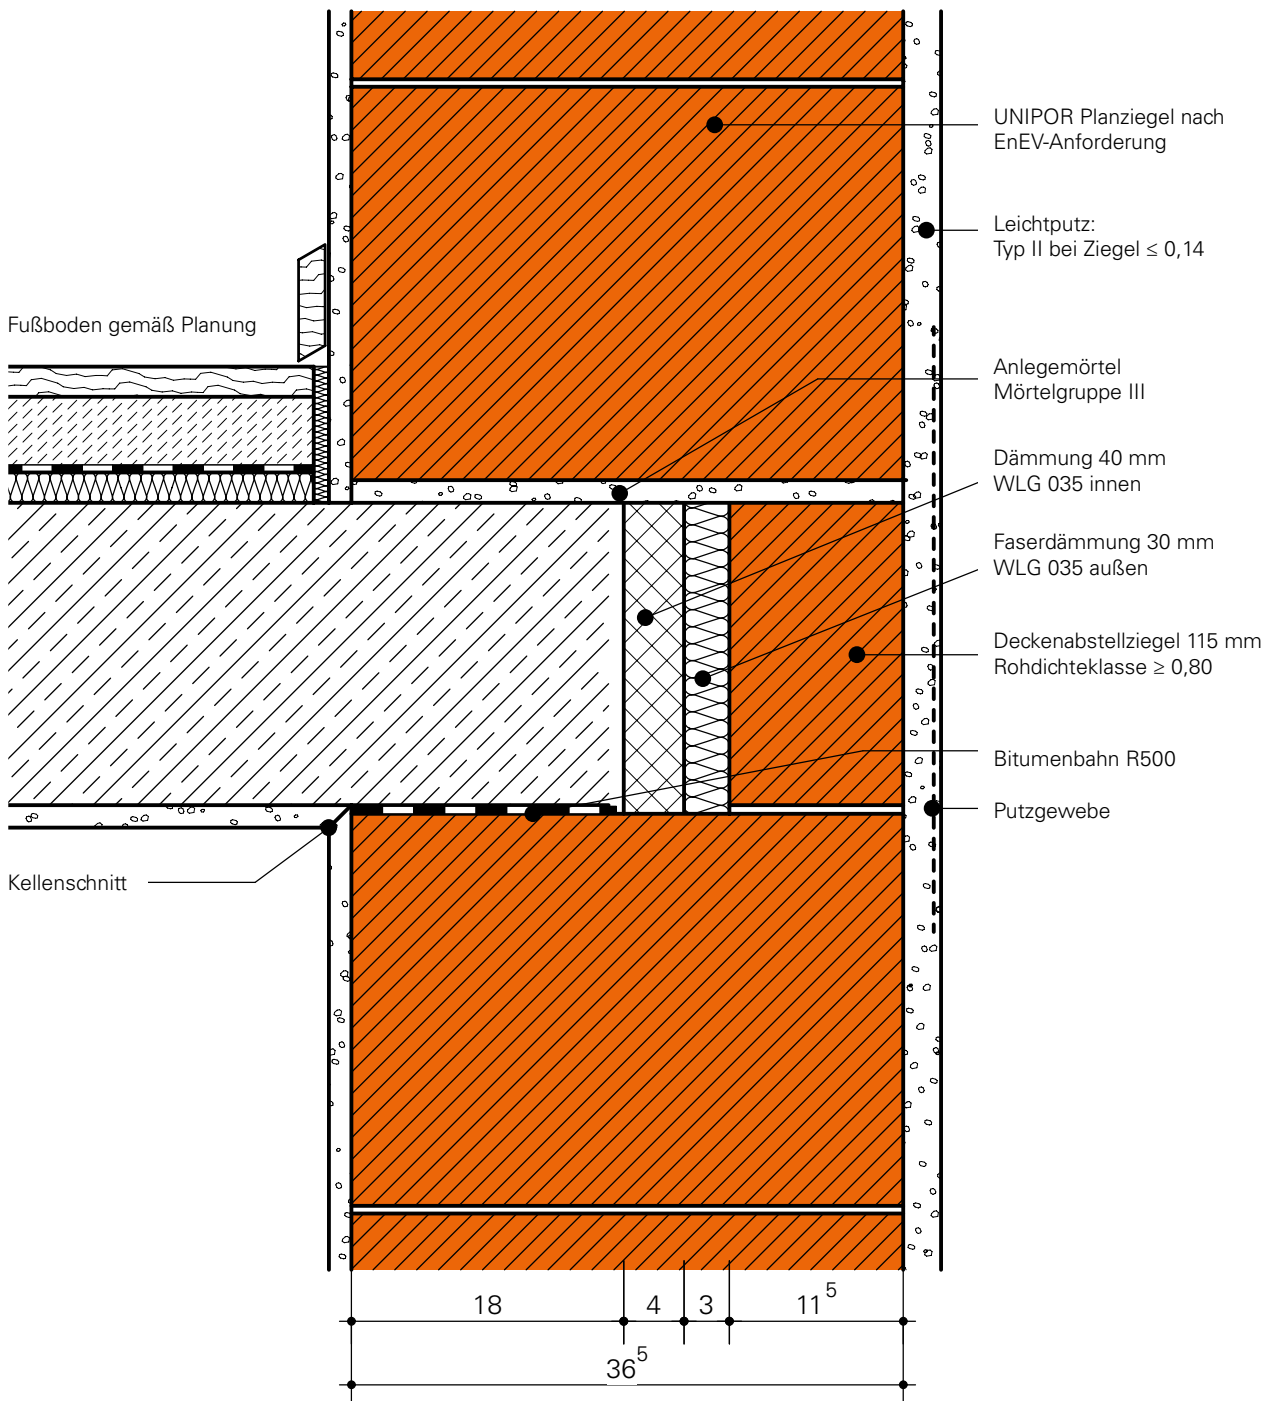 UNIPOR Planziegel nach
EnEV-Anforderung
Leichtputz:
Typ II bei Ziegel ≤ 0,14
Fußboden gemäß Planung
Anlegemörtel
Mörtelgruppe III
Dämmung 40 mm
WLG 035 innen
Faserdämmung 30 mm
WLG 035 außen
Deckenabstellziegel 115 mm
Rohdichteklasse ≥ 0,80
Bitumenbahn R500
Putzgewebe
Kellenschnitt
18 4 3 11⁵
36⁵